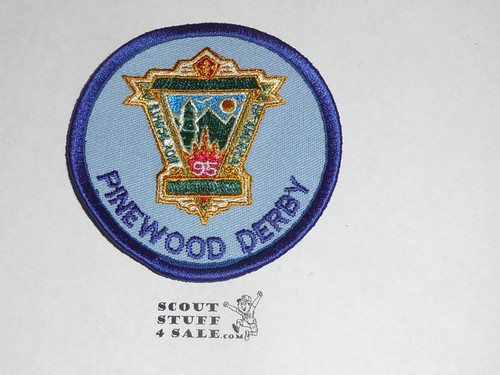 95
PINEWOOD DERBY
SCOUT
STUFF
4 SALE.COM